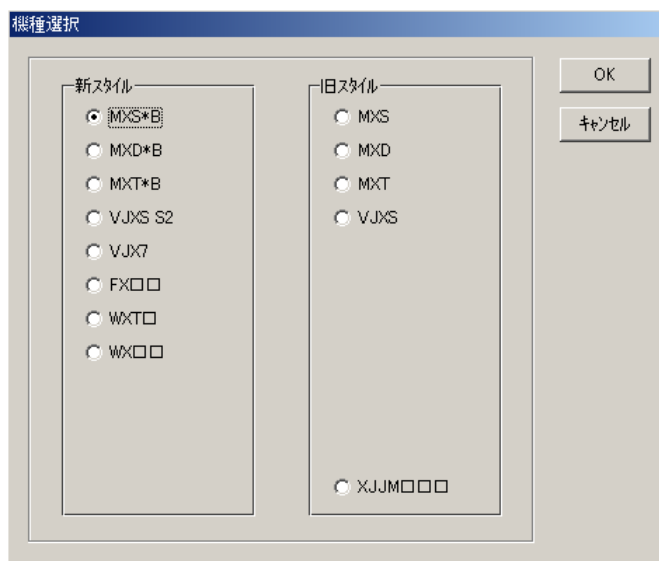 機種選択
新スタイル
MXS*B
MXD*B
MXT*B
VJXS S2
VJX7
FX□□
WXT□
WX□□
旧スタイル
MXS
MXD
MXT
VJXS
XJJM□□□
OK
キャンセル